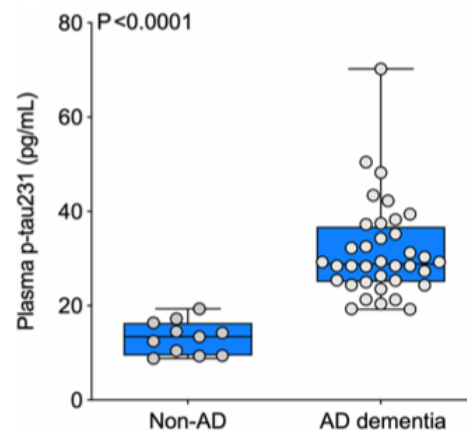 P<0.0001
Plasma p-tau231 (pg/mL)
80
60
40
20
0
Non-AD AD dementia